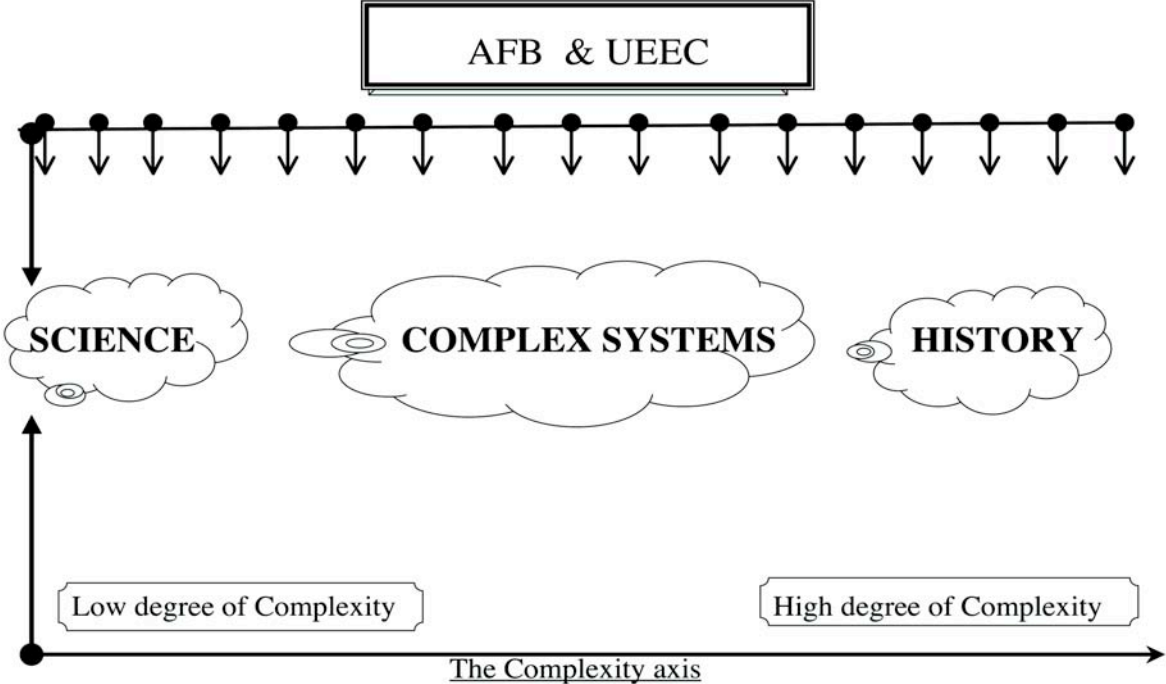 AFB & UEEC
SCIENCE
COMPLEX SYSTEMS
HISTORY
Low degree of Complexity
High degree of Complexity
The Complexity axis